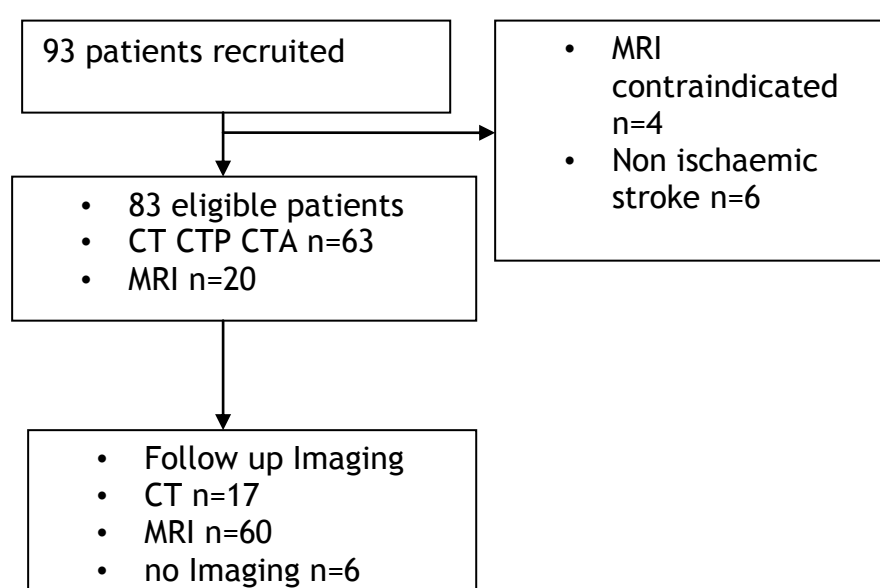 93 patients recruited
• MRI
contraindicated
n=4
• Non ischaemic
stroke n=6
• 83 eligible patients
• CT CTP CTA n=63
• MRI n=20
• Follow up Imaging
• CT n=17
• MRI n=60
• no Imaging n=6